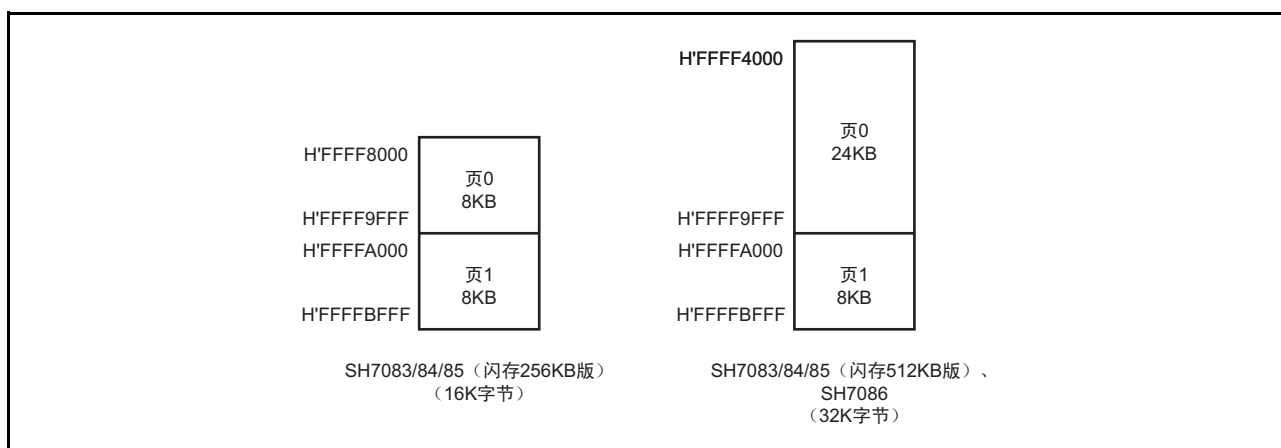 H'FFFF8000
页0
8KB
H'FFFF9FFF
H'FFFFA000
页1
8KB
H'FFFFBFFF
SH7083/84/85（闪存256KB版）
（16K字节）
H'FFFF4000
页0
24KB
H'FFFF9FFF
H'FFFFA000
页1
8KB
H'FFFFBFFF
SH7083/84/85（闪存512KB版）、
SH7086
（32K字节）